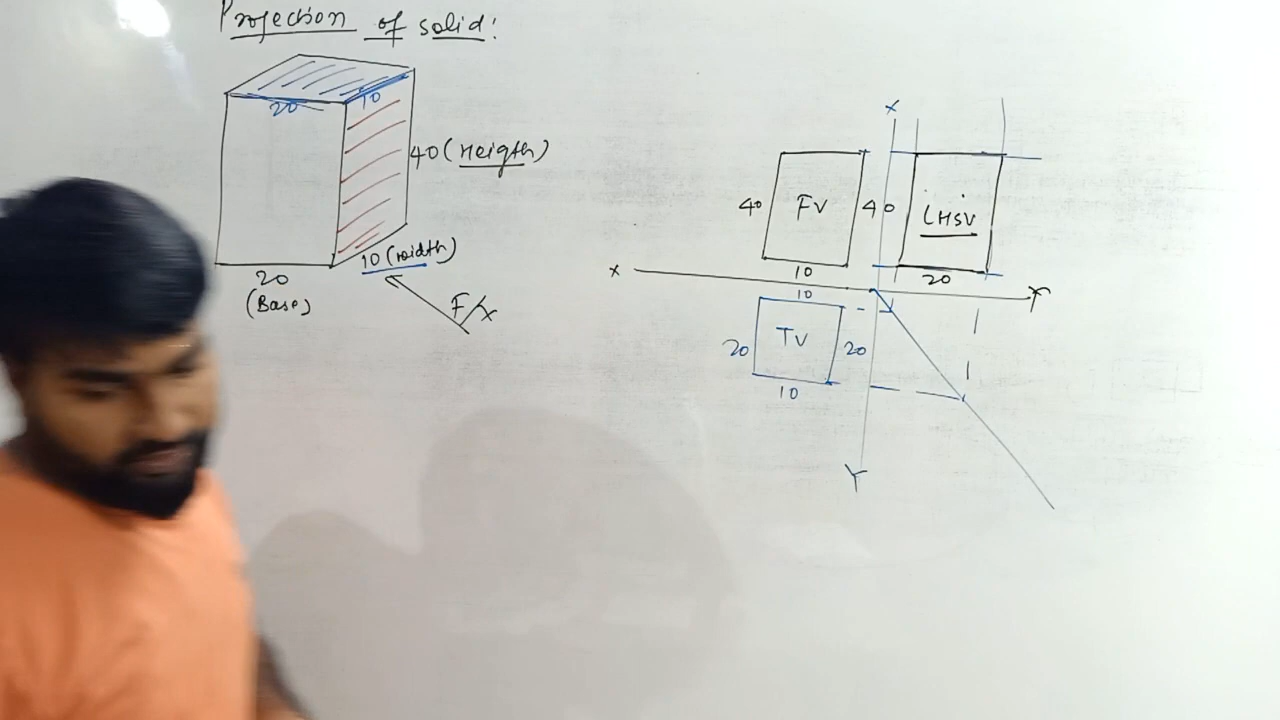 Projection of solid:
20
10
40 (Heigth)
10 (width)
20
(Base)
F/x
X
40
FV
40
LHSV
10
20
X
Y
10
20
TV
20
10
Y